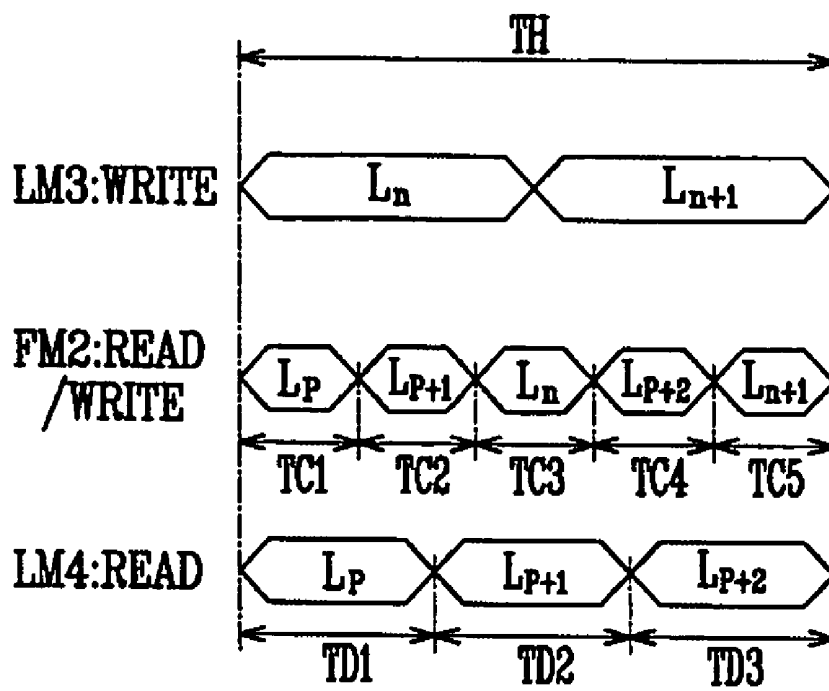 TH
LM3:WRITE Ln Ln+1
FM2:READ
/WRITE
LP LP+1 Ln LP+2 Ln+1
TC1 TC2 TC3 TC4 TC5
LM4:READ LP LP+1 LP+2
TD1 TD2 TD3